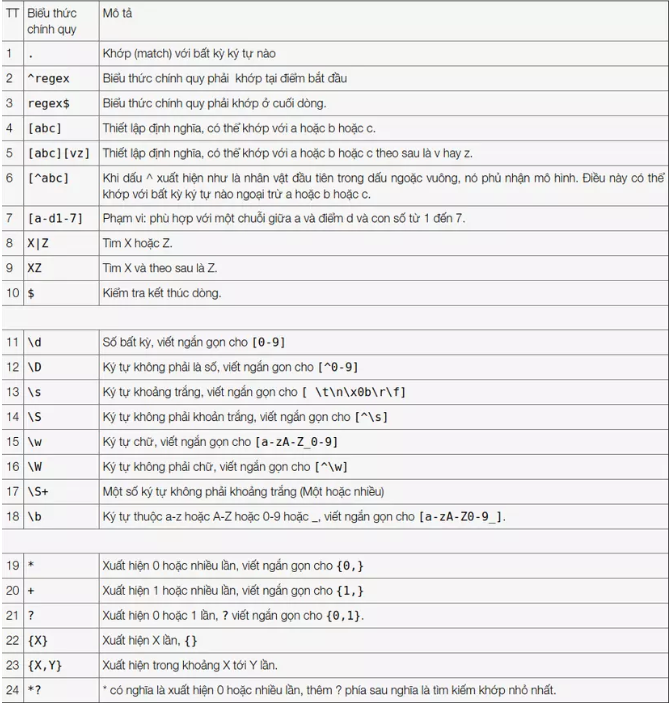 TT Biểu thức chính quy Mô tả
1 . Khớp (match) với bất kỳ ký tự nào
2 ^regex Biểu thức chính quy phải khớp tại điểm bắt đầu
3 regex$ Biểu thức chính quy phải khớp ở cuối dòng.
4 [abc] Thiết lập định nghĩa, có thể khớp với a hoặc b hoặc c.
5 [abc][vz] Thiết lập định nghĩa, có thể khớp với a hoặc b hoặc c theo sau là v hay z.
6 [^abc] Khi dấu ^ xuất hiện như là nhân vật đầu tiên trong dấu ngoặc vuông, nó phủ nhận mô hình. Điều này có thể
khớp với bất kỳ ký tự nào ngoại trừ a hoặc b hoặc c.
7 [a-d1-7] Phạm vi: phù hợp với một chuỗi giữa a và điểm d và con số từ 1 đến 7.
8 X|Z Tìm X hoặc Z.
9 XZ Tìm X và theo sau là Z.
10 $ Kiểm tra kết thúc dòng.
11 \d Số bất kỳ, viết ngắn gọn cho [0-9]
12 \D Ký tự không phải là số, viết ngắn gọn cho [^0-9]
13 \s Ký tự khoảng trắng, viết ngắn gọn cho [ \t\n\x0b\r\f]
14 \S Ký tự không phải khoản trắng, viết ngắn gọn cho [^\s]
15 \w Ký tự chữ, viết ngắn gọn cho [a-zA-Z_0-9]
16 \W Ký tự không phải chữ, viết ngắn gọn cho [^\w]
17 \S+ Một số ký tự không phải khoảng trắng (Một hoặc nhiều)
18 \b Ký tự thuộc a-z hoặc A-Z hoặc 0-9 hoặc _, viết ngắn gọn cho [a-zA-Z0-9_].
19 * Xuất hiện 0 hoặc nhiều lần, viết ngắn gọn cho {0,}
20 + Xuất hiện 1 hoặc nhiều lần, viết ngắn gọn cho {1,}
21 ? Xuất hiện 0 hoặc 1 lần, ? viết ngắn gọn cho {0,1}.
22 {X} Xuất hiện X lần, {}
23 {X,Y} Xuất hiện trong khoảng X tới Y lần.
24 *? * có nghĩa là xuất hiện 0 hoặc nhiều lần, thêm ? phía sau nghĩa là tìm kiếm khớp nhỏ nhất.